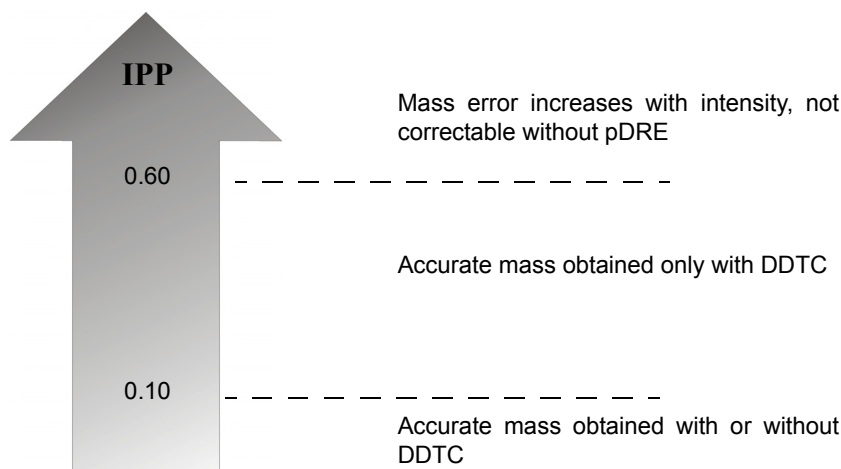 IPP
Mass error increases with intensity, not
correctable without pDRE
0.60
Accurate mass obtained only with DDTC
0.10
Accurate mass obtained with or without
DDTC